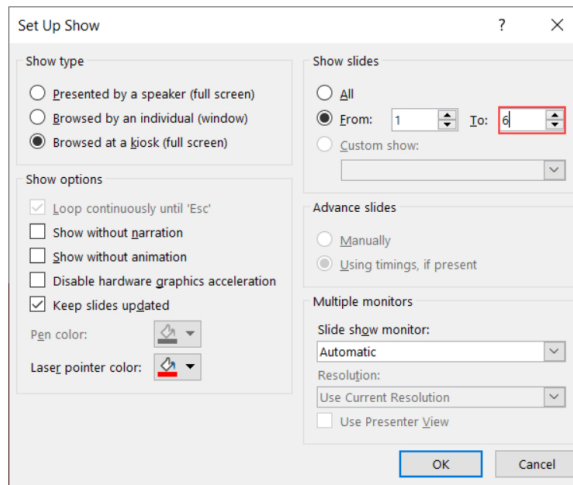 Set Up Show ? X
Show type
Presented by a speaker (full screen)
Browsed by an individual (window)
Browsed at a kiosk (full screen)
Show options
Loop continuously until 'Esc'
Show without narration
Show without animation
Disable hardware graphics acceleration
Keep slides updated
Pen color:
Laser pointer color:
Show slides
All
From: 1 To: 6
Custom show:
Advance slides
Manually
Using timings, if present
Multiple monitors
Slide show monitor:
Automatic
Resolution:
Use Current Resolution
Use Presenter View
OK Cancel